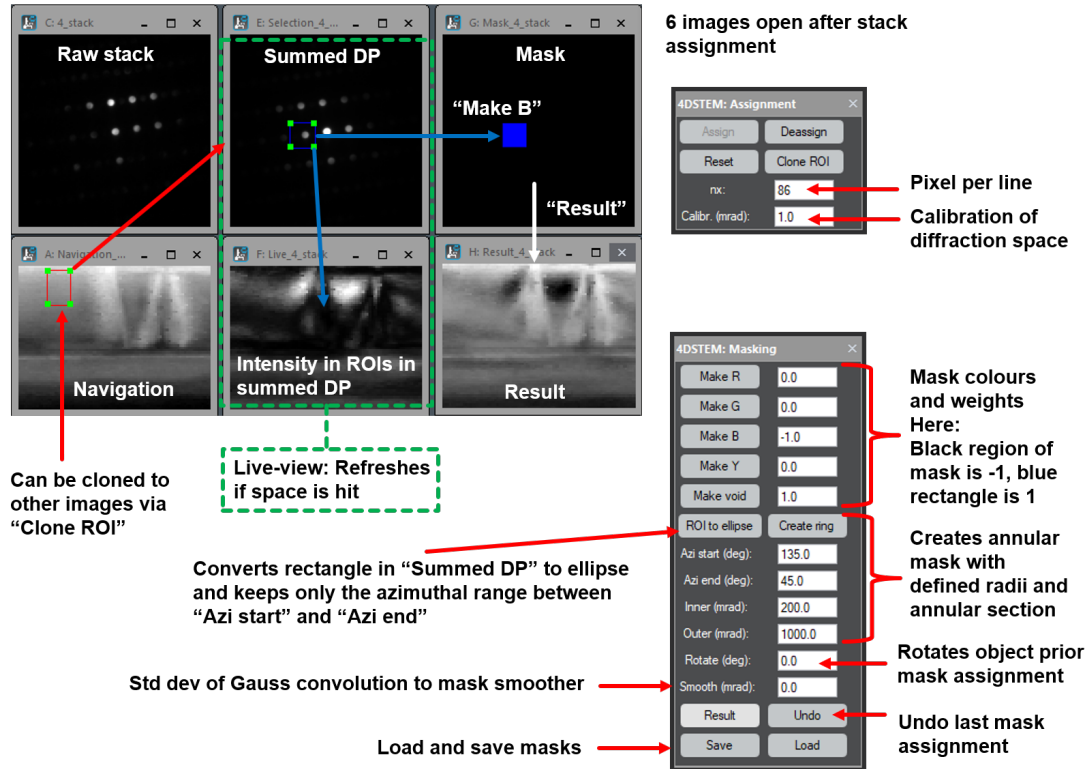 C: 4_stack
Raw stack
E: Selection_4_...
Summed DP
G: Mask_4_stack
Mask
“Make B”
“Result”
A: Navigation_...
Navigation
F: Live_4_stack
Intensity in ROIs in
summed DP
H: Result_4_stack
Result
6 images open after stack
assignment
4DSTEM: Assignment
Assign
Deassign
Reset
Clone ROI
nx:
86
Calibr. (mrad):
1.0
Pixel per line
Calibration of
diffraction space
Can be cloned to
other images via
“Clone ROI”
Live-view: Refreshes
if space is hit
Converts rectangle in “Summed DP” to ellipse
and keeps only the azimuthal range between
“Azi start” and “Azi end”
Std dev of Gauss convolution to mask smoother
Load and save masks
4DSTEM: Masking
Make R
0.0
Make G
0.0
Make B
-1.0
Make Y
0.0
Make void
1.0
ROI to ellipse
Create ring
Azi start (deg):
135.0
Azi end (deg):
45.0
Inner (mrad):
200.0
Outer (mrad):
1000.0
Rotate (deg):
0.0
Smooth (mrad):
0.0
Result
Undo
Save
Load
Mask colours
and weights
Here:
Black region of
mask is -1, blue
rectangle is 1
Creates annular
mask with
defined radii and
annular section
Rotates object prior
mask assignment
Undo last mask
assignment